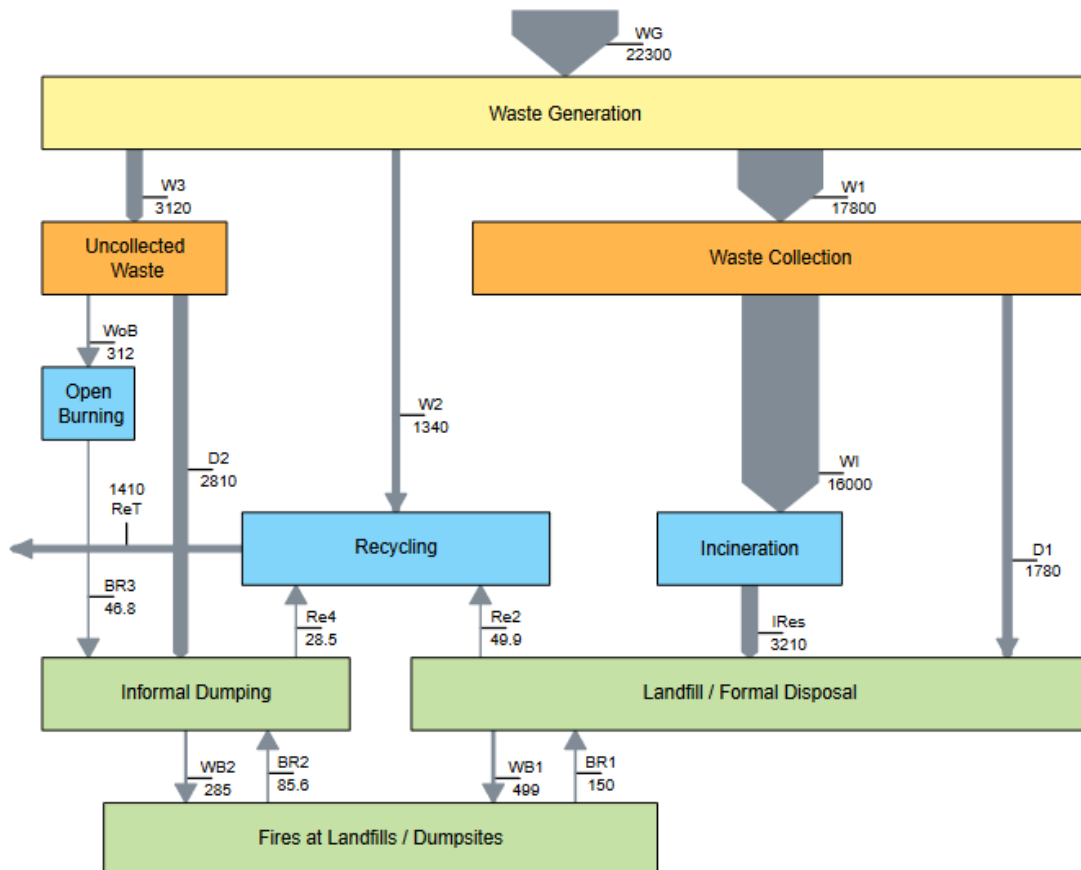 WG
22300
Waste Generation
W3
3120
W1
17800
Uncollected
Waste
Waste Collection
WoB
312
Open
Burning
W2
1340
D2
2810
WI
16000
1410
ReT
Recycling
Incineration
D1
1780
BR3
46.8
Re4
28.5
Re2
49.9
IRes
3210
Informal Dumping
Landfill / Formal Disposal
WB2
285
BR2
85.6
WB1
499
BR1
150
Fires at Landfills / Dumpsites